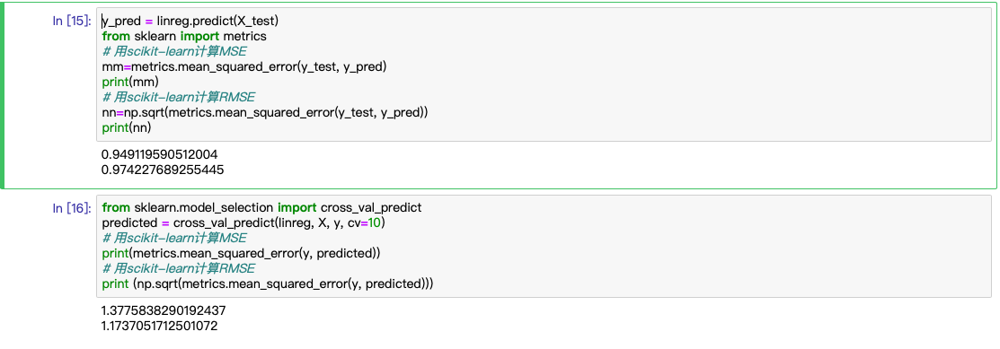 In [15]:
y_pred = linreg.predict(X_test)
from sklearn import metrics
# 用scikit-learn计算MSE
mm=metrics.mean_squared_error(y_test, y_pred)
print(mm)
# 用scikit-learn计算RMSE
nn=np.sqrt(metrics.mean_squared_error(y_test, y_pred))
print(nn)
0.949119590512004
0.974227689255445
In [16]:
from sklearn.model_selection import cross_val_predict
predicted = cross_val_predict(linreg, X, y, cv=10)
# 用scikit-learn计算MSE
print(metrics.mean_squared_error(y, predicted))
# 用scikit-learn计算RMSE
print (np.sqrt(metrics.mean_squared_error(y, predicted)))
1.3775838290192437
1.1737051712501072